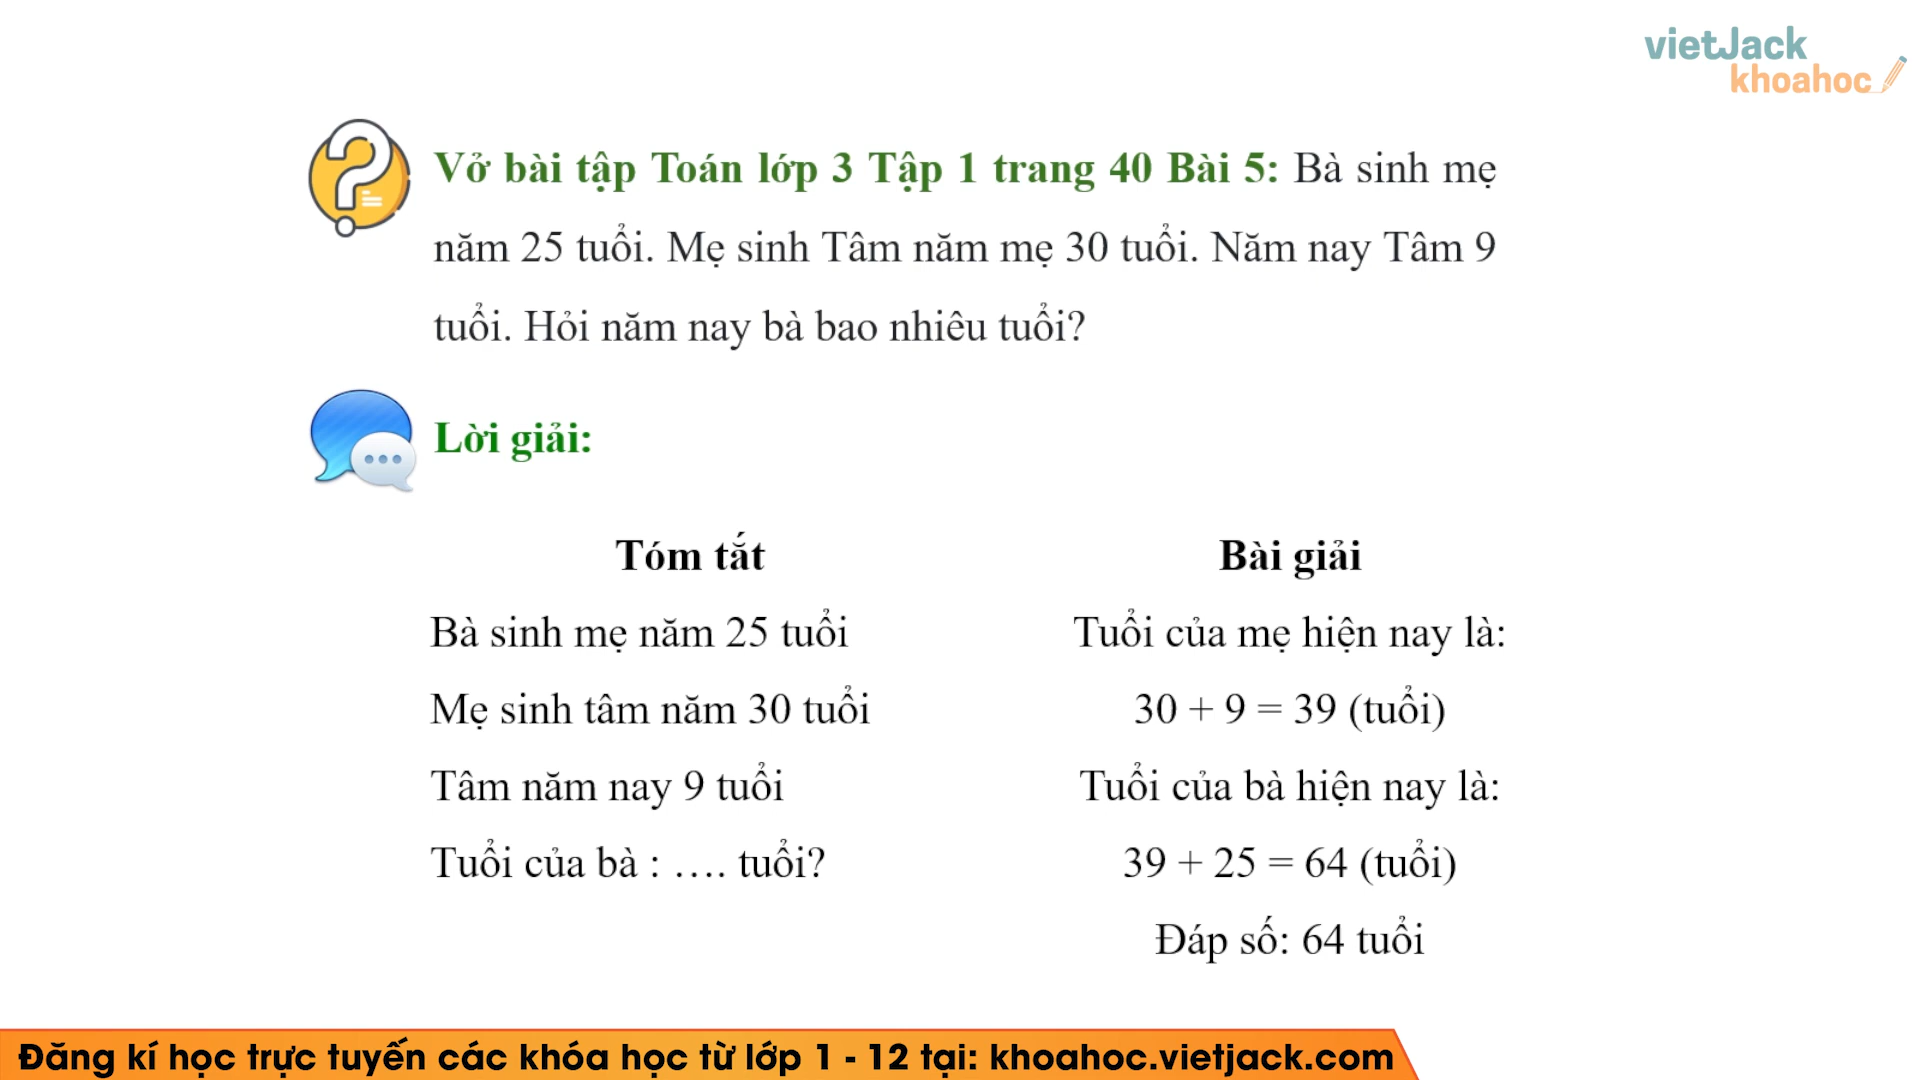 vietJack
khoahoc
Vở bài tập Toán lớp 3 Tập 1 trang 40 Bài 5: Bà sinh mẹ
năm 25 tuổi. Mẹ sinh Tâm năm mẹ 30 tuổi. Năm nay Tâm 9
tuổi. Hỏi năm nay bà bao nhiêu tuổi?
Lời giải:
Tóm tắt
Bà sinh mẹ năm 25 tuổi
Mẹ sinh tâm năm 30 tuổi
Tâm năm nay 9 tuổi
Tuổi của bà : …. tuổi?
Bài giải
Tuổi của mẹ hiện nay là:
30 + 9 = 39 (tuổi)
Tuổi của bà hiện nay là:
39 + 25 = 64 (tuổi)
Đáp số: 64 tuổi
Đăng kí học trực tuyến các khóa học từ lớp 1 - 12 tại: khoahoc.vietjack.com